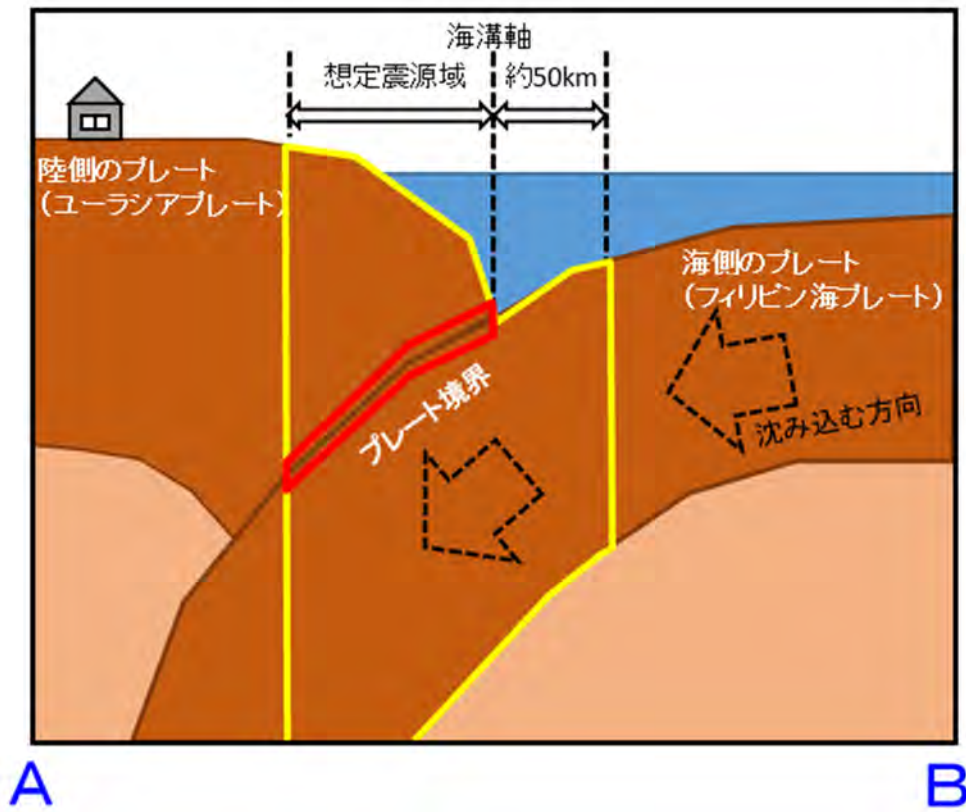 海溝軸
想定震源域
約50km
陸側のプレート
（ユーラシアプレート）
海側のプレート
（フィリピン海プレート）
プレート境界
沈み込む方向
A
B